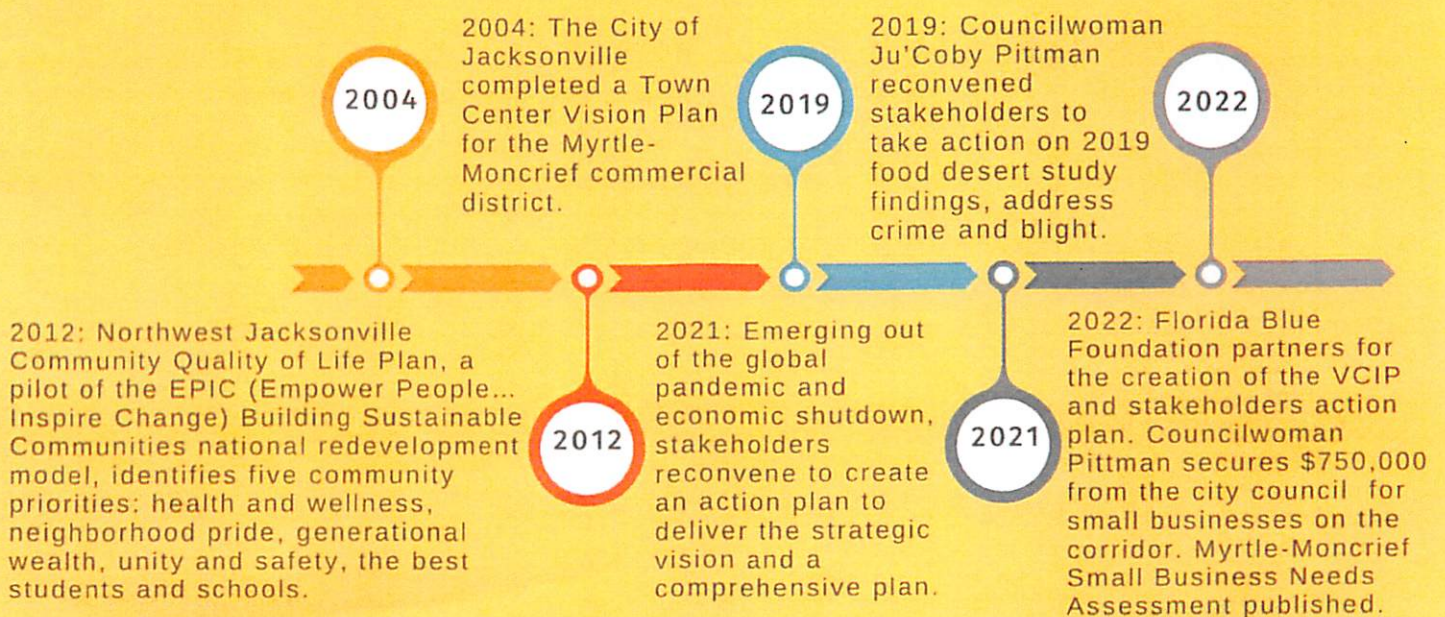 2004
2004: The City of
Jacksonville
completed a Town
Center Vision Plan
for the Myrtle-
Moncrief commercial
district.
2019
2019: Councilwoman
Ju'Coby Pittman
reconvened
stakeholders to
take action on 2019
food desert study
findings, address
crime and blight.
2022
2012: Northwest Jacksonville
Community Quality of Life Plan, a
pilot of the EPIC (Empower People...
Inspire Change) Building Sustainable
Communities national redevelopment
model, identifies five community
priorities: health and wellness,
neighborhood pride, generational
wealth, unity and safety, the best
students and schools.
2012
2021: Emerging out
of the global
pandemic and
economic shutdown,
stakeholders
reconvene to create
an action plan to
deliver the strategic
vision and a
comprehensive plan.
2021
2022: Florida Blue
Foundation partners for
the creation of the VCIP
and stakeholders action
plan. Councilwoman
Pittman secures $750,000
from the city council for
small businesses on the
corridor. Myrtle-Moncrief
Small Business Needs
Assessment published.